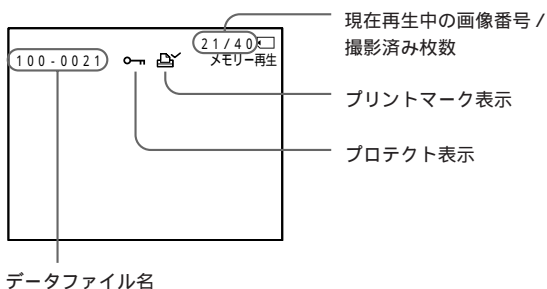 現在再生中の画像番号 /
撮影済み枚数
21/40
100-0021
メモリー再生
プリントマーク表示
プロテクト表示
データファイル名